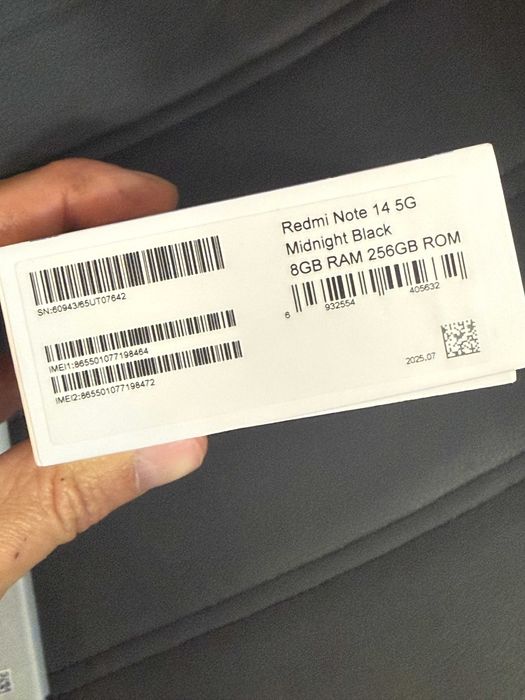 Redmi Note 14 5G
Midnight Black
8GB RAM 256GB ROM
6 932554 405632
2025.07
SN:60943/65UT07642
IMEI1:865501077198464
IMEI2:865501077198472